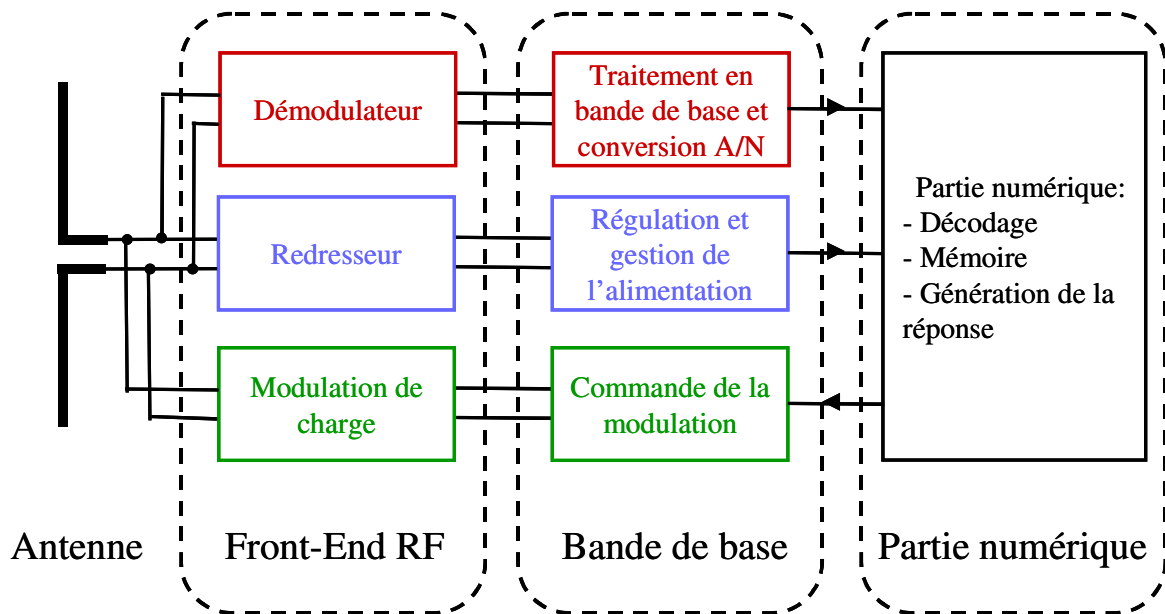 Démodulateur
Traitement en
bande de base et
conversion A/N
Redresseur
Régulation et
gestion de
l'alimentation
Modulation de
charge
Commande de la
modulation
Partie numérique:
- Décodage
- Mémoire
- Génération de la
réponse
Antenne
Front-End RF
Bande de base
Partie numérique